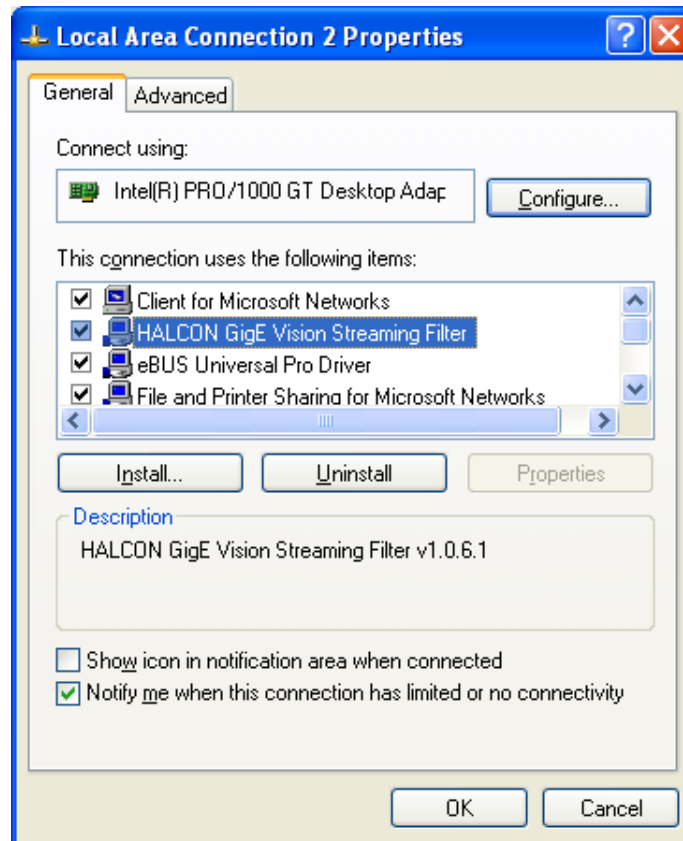 Local Area Connection 2 Properties
General Advanced
Connect using:
Intel(R) PRO/1000 GT Desktop Adap
Configure...
This connection uses the following items:
Client for Microsoft Networks
HALCON GigE Vision Streaming Filter
eBUS Universal Pro Driver
File and Printer Sharing for Microsoft Networks
Install... Uninstall Properties
Description
HALCON GigE Vision Streaming Filter v1.0.6.1
Show icon in notification area when connected
Notify me when this connection has limited or no connectivity
OK Cancel